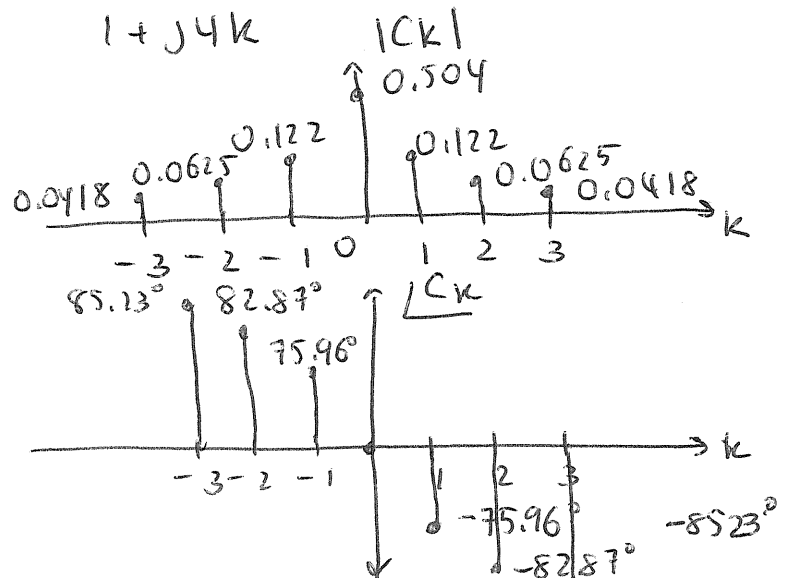 1 + j4k |Ck|
0.504
0.122 0.122
0.0625 0.0625
0.0418 0.0418
-3 -2 -1 0 1 2 3 k
85.23° 82.87° ∠Ck
75.96°
k
-3 -2 -1 1 2 3
-75.96° -8523°
-82.87°